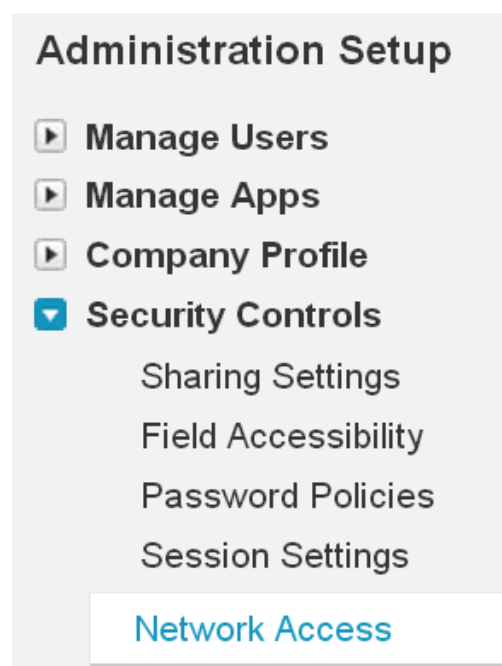 Administration Setup
Manage Users
Manage Apps
Company Profile
Security Controls
Sharing Settings
Field Accessibility
Password Policies
Session Settings
Network Access